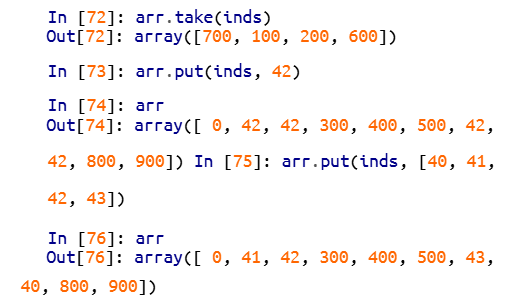 In [72]: arr.take(inds)
Out[72]: array([700, 100, 200, 600])
In [73]: arr.put(inds, 42)
In [74]: arr
Out[74]: array([ 0, 42, 42, 300, 400, 500, 42,
42, 800, 900]) In [75]: arr.put(inds, [40, 41,
42, 43])
In [76]: arr
Out[76]: array([ 0, 41, 42, 300, 400, 500, 43,
40, 800, 900])